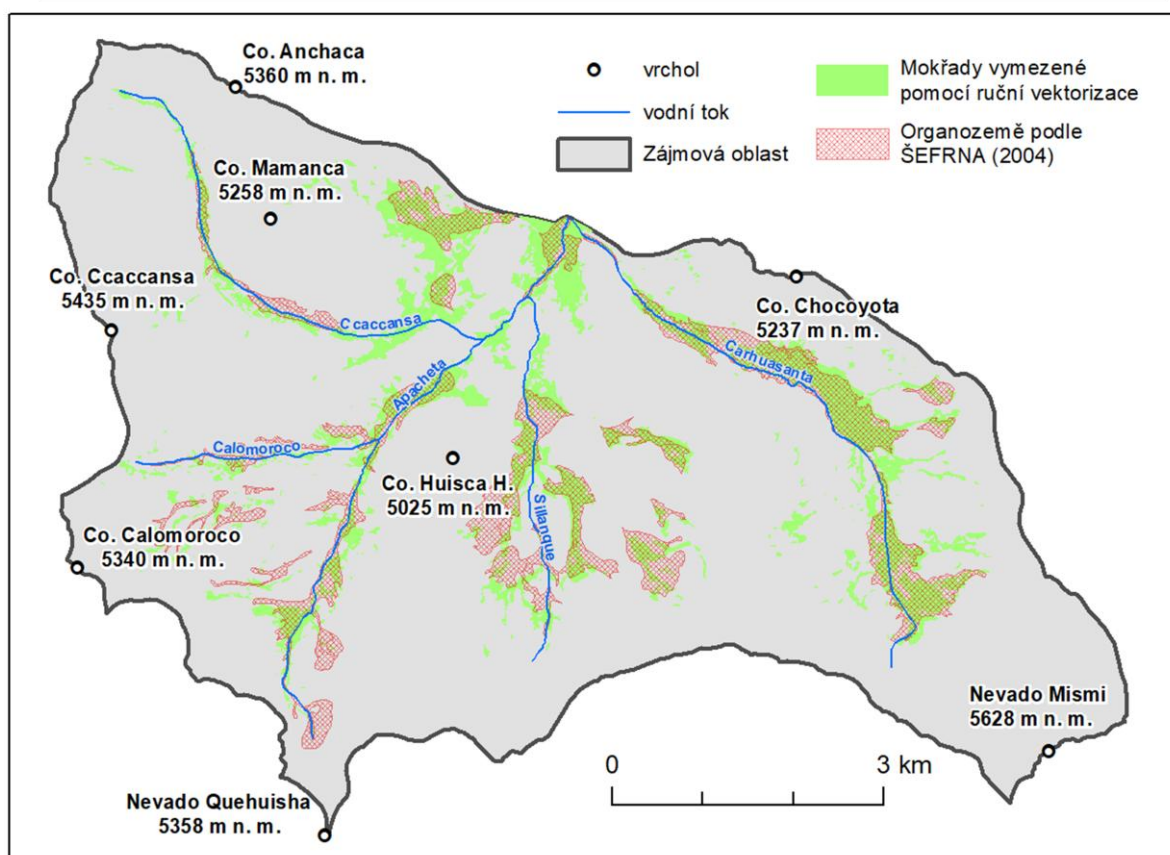 Co. Anchaca
5360 m n. m.
vrchol
vodní tok
Zájmová oblast
Mokřady vymezené
pomocí ruční vektorizace
Organozemě podle
ŠEFRNA (2004)
Co. Mamanca
5258 m n. m.
Co. Ccaccansa
5435 m n. m.
Co. Chocoyota
5237 m n. m.
Ccaccansa
Carhuasanta
Apacheta
Calomoroco
Co. Huisca H.
5025 m n. m.
Sillanque
Co. Calomoroco
5340 m n. m.
Nevado Mismi
5628 m n. m.
0 3 km
Nevado Quehuisha
5358 m n. m.